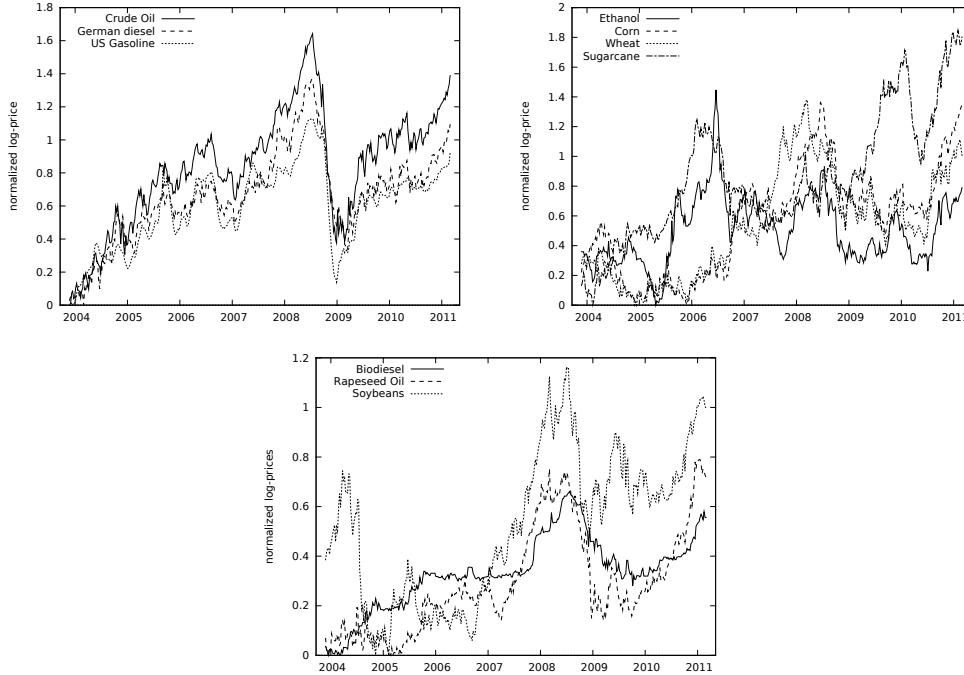 Crude Oil
German diesel
US Gasoline
normalized log-price
1.8
1.6
1.4
1.2
1
0.8
0.6
0.4
0.2
0
2004 2005 2006 2007 2008 2009 2010 2011
Ethanol
Corn
Wheat
Sugarcane
normalized log-price
2
1.8
1.6
1.4
1.2
1
0.8
0.6
0.4
0.2
0
2004 2005 2006 2007 2008 2009 2010 2011
Biodiesel
Rapeseed Oil
Soybeans
normalized log-prices
1.2
1
0.8
0.6
0.4
0.2
0
2004 2005 2006 2007 2008 2009 2010 2011